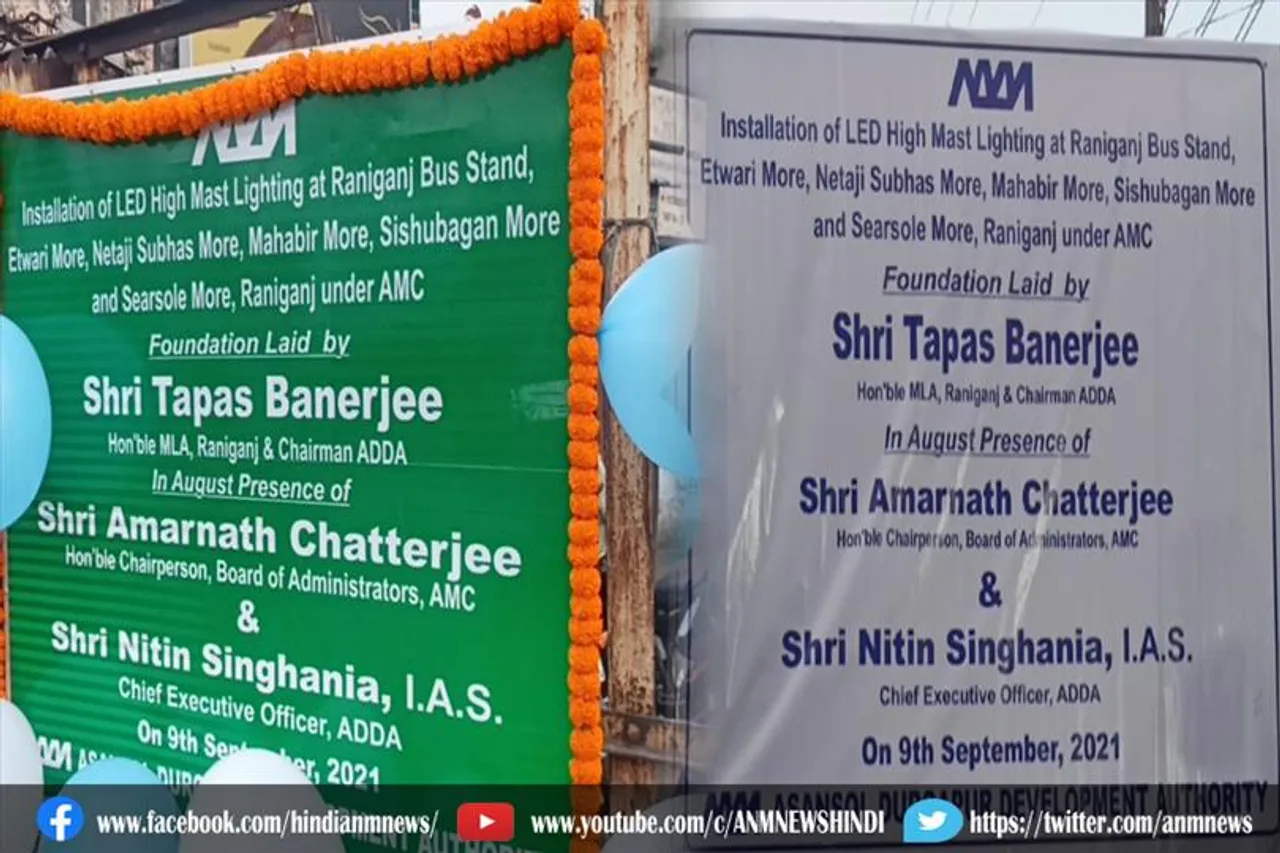 Installation of LED High Mast Lighting at Raniganj Bus Stand,
Etwari More, Netaji Subhas More, Mahabir More, Sishubagan More
and Searsole More, Raniganj under AMC
Foundation Laid by
Shri Tapas Banerjee
Hon'ble MLA, Raniganj & Chairman ADDA
In August Presence of
Shri Amarnath Chatterjee
Hon'ble Chairperson, Board of Administrators, AMC
&
Shri Nitin Singhania, I.A.S.
Chief Executive Officer, ADDA
On 9th September, 2021
Installation of LED High Mast Lighting at Raniganj Bus Stand,
Etwari More, Netaji Subhas More, Mahabir More, Sishubagan More
and Searsole More, Raniganj under AMC
Foundation Laid by
Shri Tapas Banerjee
Hon'ble MLA, Raniganj & Chairman ADDA
In August Presence of
Shri Amarnath Chatterjee
Hon'ble Chairperson, Board of Administrators, AMC
&
Shri Nitin Singhania, I.A.S.
Chief Executive Officer, ADDA
On 9th September, 2021
ASANSOL DURGAPUR DEVELOPMENT AUTHORITY
www.facebook.com/hindianmnews/
www.youtube.com/c/ANMNEWSHINDI
https://twitter.com/anmnews